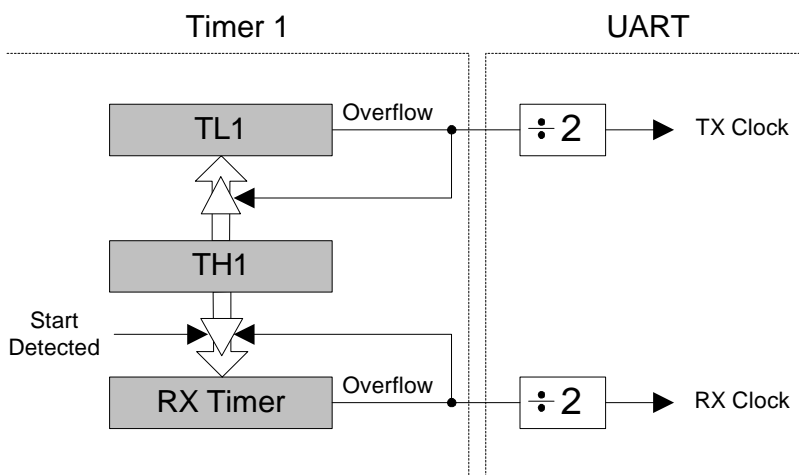 Timer 1
UART
TL1
Overflow
÷ 2
TX Clock
TH1
Start
Detected
RX Timer
Overflow
÷ 2
RX Clock